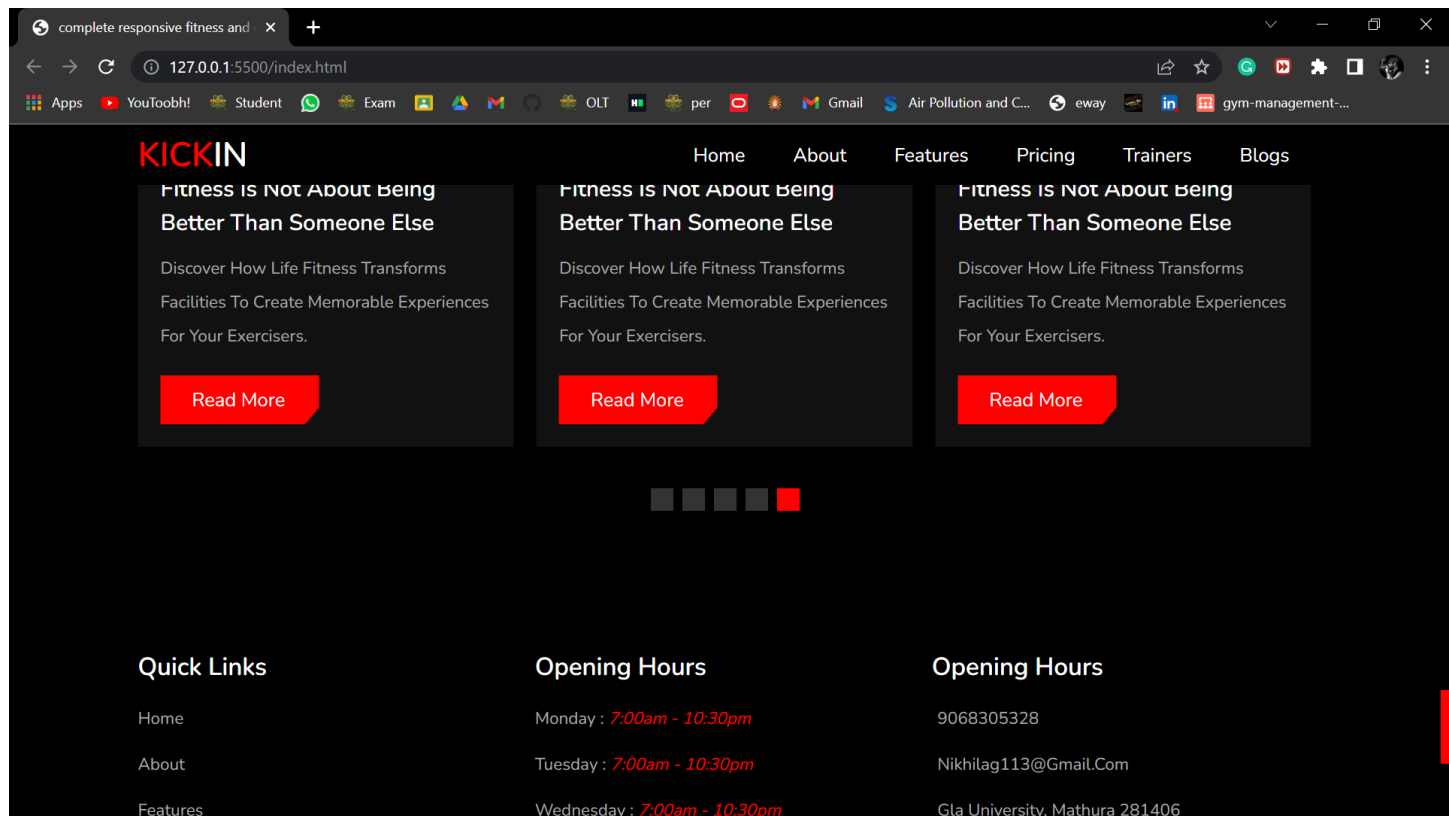 complete responsive fitness and
127.0.0.1:5500/index.html
Apps YouToobh! Student Exam OLT per Gmail Air Pollution and C... eway gym-management-...
KICKIN Home About Features Pricing Trainers Blogs
Fitness Is Not About Being
Better Than Someone Else
Discover How Life Fitness Transforms
Facilities To Create Memorable Experiences
For Your Exercisers.
Read More
Fitness Is Not About Being
Better Than Someone Else
Discover How Life Fitness Transforms
Facilities To Create Memorable Experiences
For Your Exercisers.
Read More
Fitness Is Not About Being
Better Than Someone Else
Discover How Life Fitness Transforms
Facilities To Create Memorable Experiences
For Your Exercisers.
Read More
Quick Links
Home
About
Features
Opening Hours
Monday : 7:00am - 10:30pm
Tuesday : 7:00am - 10:30pm
Wednesday : 7:00am - 10:30pm
Opening Hours
9068305328
Nikhilag113@Gmail.Com
Gla University, Mathura 281406